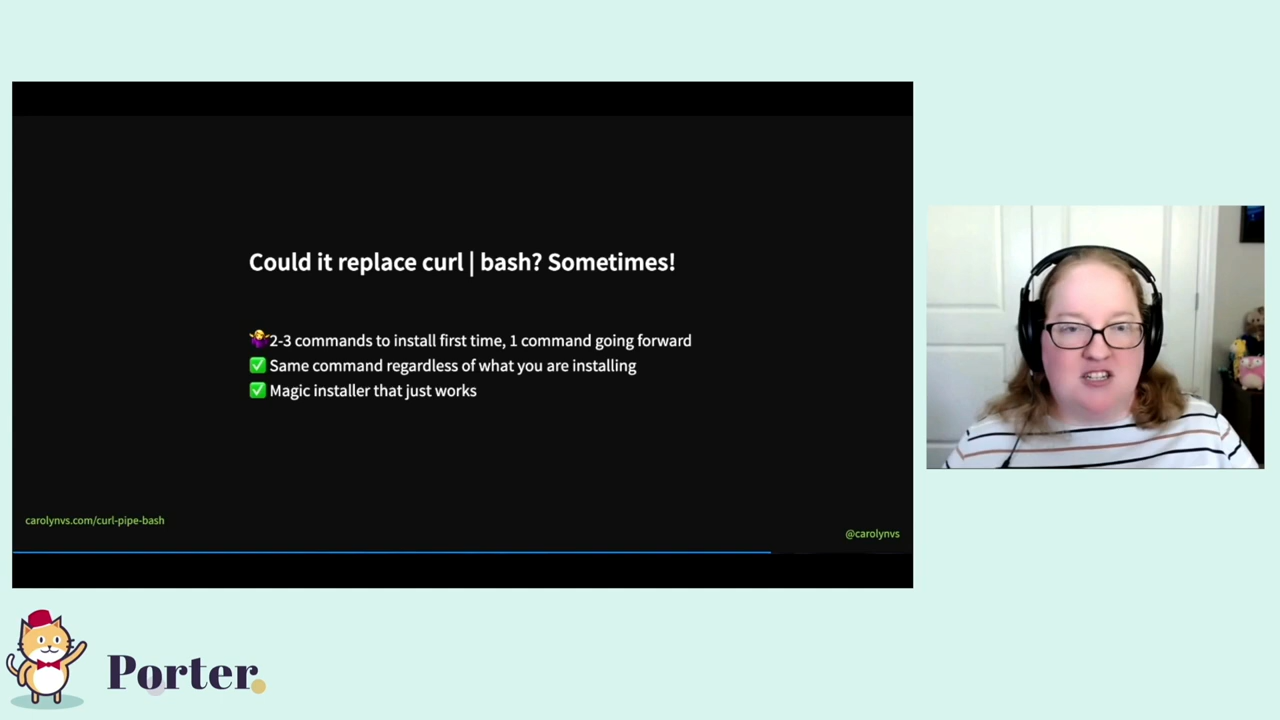 Could it replace curl | bash? Sometimes!
🤷‍♀️2-3 commands to install first time, 1 command going forward
✅ Same command regardless of what you are installing
✅ Magic installer that just works
carolynvs.com/curl-pipe-bash
@carolynvs
Porter.